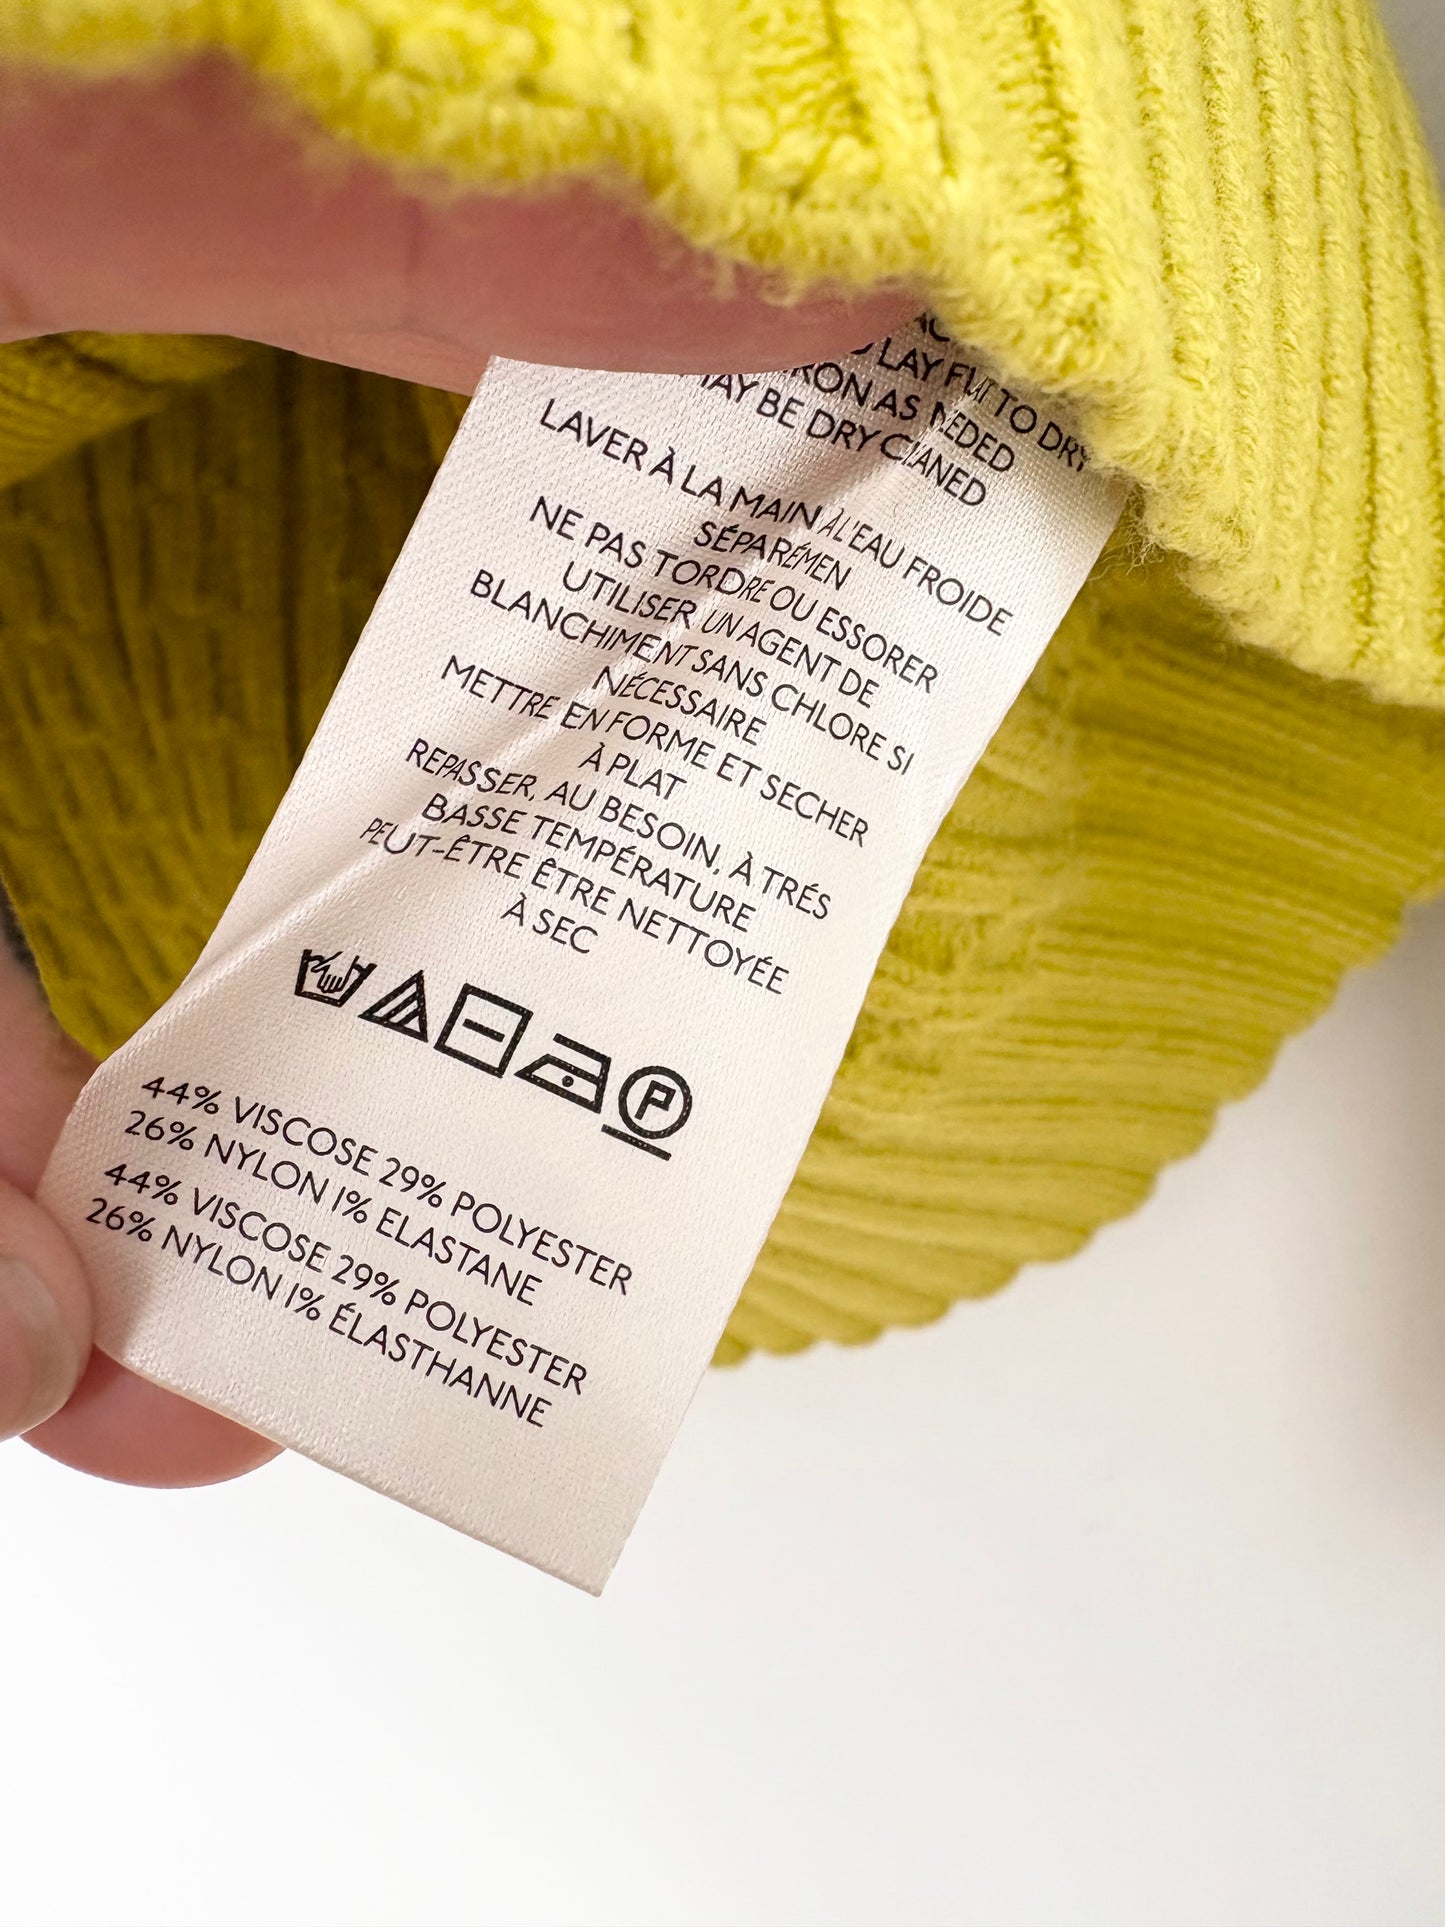 LAY FLAT TO DRY
IRON AS NEEDED
MAY BE DRY CLEANED
LAVER À LA MAIN À L'EAU FROIDE
SÉPARÉMEN
NE PAS TORDRE OU ESSORER
UTILISER UN AGENT DE
BLANCHIMENT SANS CHLORE SI
NÉCESSAIRE
METTRE EN FORME ET SECHER
À PLAT
REPASSER, AU BESOIN, À TRÉS
BASSE TEMPÉRATURE
PEUT-ÊTRE ÊTRE NETTOYÉE
À SEC
P
44% VISCOSE 29% POLYESTER
26% NYLON 1% ELASTANE
44% VISCOSE 29% POLYESTER
26% NYLON 1% ÉLASTHANNE